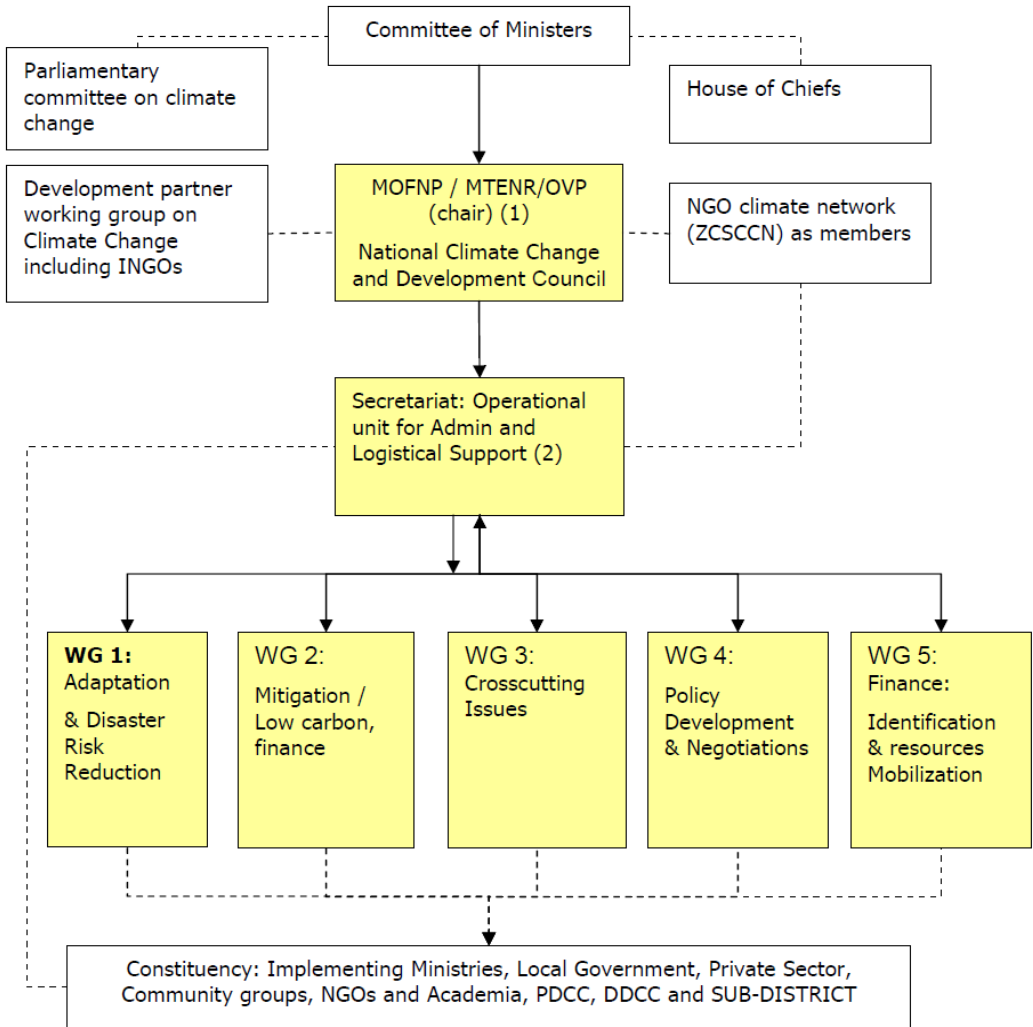 Committee of Ministers
Parliamentary
committee on climate
change
House of Chiefs
Development partner
working group on
Climate Change
including INGOs
MOFNP / MTENR/OVP
(chair) (1)
National Climate Change
and Development Council
NGO climate network
(ZCSCCN) as members
Secretariat: Operational
unit for Admin and
Logistical Support (2)
WG 1:
Adaptation
& Disaster
Risk
Reduction
WG 2:
Mitigation /
Low carbon,
finance
WG 3:
Crosscutting
Issues
WG 4:
Policy
Development
& Negotiations
WG 5:
Finance:
Identification
& resources
Mobilization
Constituency: Implementing Ministries, Local Government, Private Sector,
Community groups, NGOs and Academia, PDCC, DDCC and SUB-DISTRICT